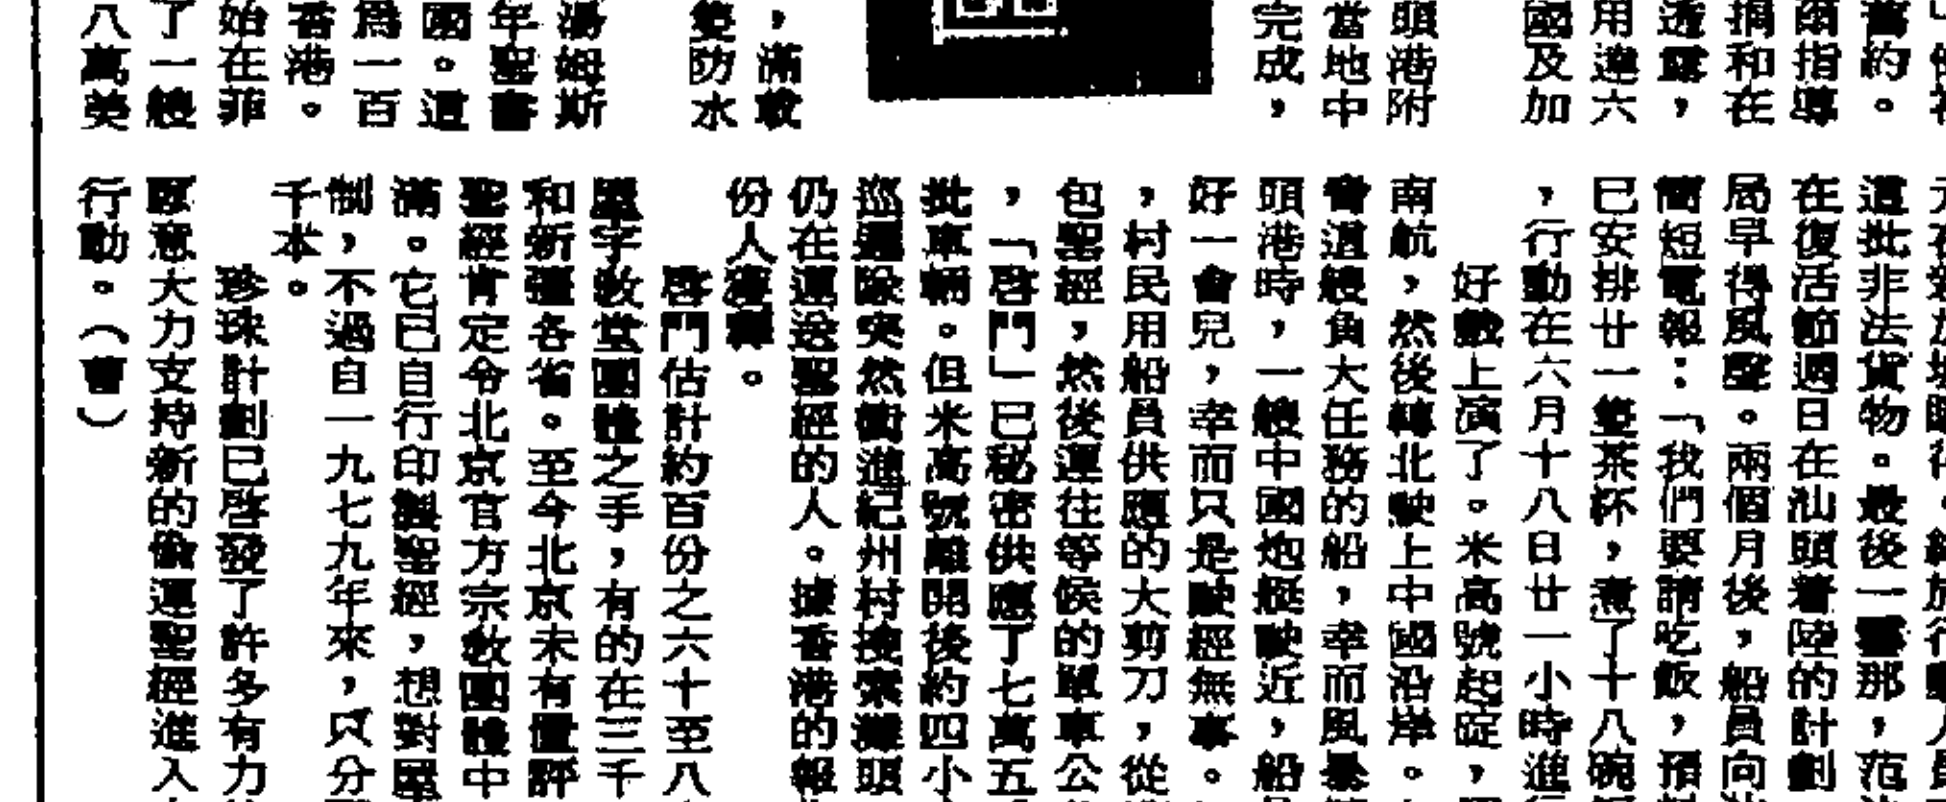 舊約。
爾指導
捐和在
透露，
用達六
國及加
頭港附
當地中
完成，
，滿載
雙防水
湯姆斯
年聖書
國。這
爲一百
香港。
始在菲
了一艘
八萬美
這批非法貨物。最後一
那，范
在復活節週日在汕頭着陸的計劃
局早得風聲。兩個月後，船員向
簡短電報：「我們要請吃飯，預
已安排廿一隻茶杯，煮了十八碗
，行動在六月十八日廿一小時進
好戲上演了。米高號起碇，
南航，然後轉北駛上中國沿岸。
當這艘負大任務的船，幸而風暴
頭港時，一艘中國炮艇駛近，船
好一會兒，幸而只是駛經無事。
，村民用船員供應的大剪刀，從
包聖經，然後運往等候的單車公
，「啓門」已秘密供應了七萬五
批車輛。但米高號離開後約四小
巡邏隊突然衝進紀州村搜索灘頭
仍在運送聖經的人。據香港的報
份人獲釋。
啓門估計約百份之六十至八
字教堂團體之手，有的在三千
和新疆各省。至今北京未有置評
聖經肯定令北京官方宗教團體中
滿。它已自行印製聖經，想對
制，不過自一九七九年來，只分
千本。
珍珠計劃已啓發了許多有力
願意大力支持新的偷運聖經進入
行動。（曹）